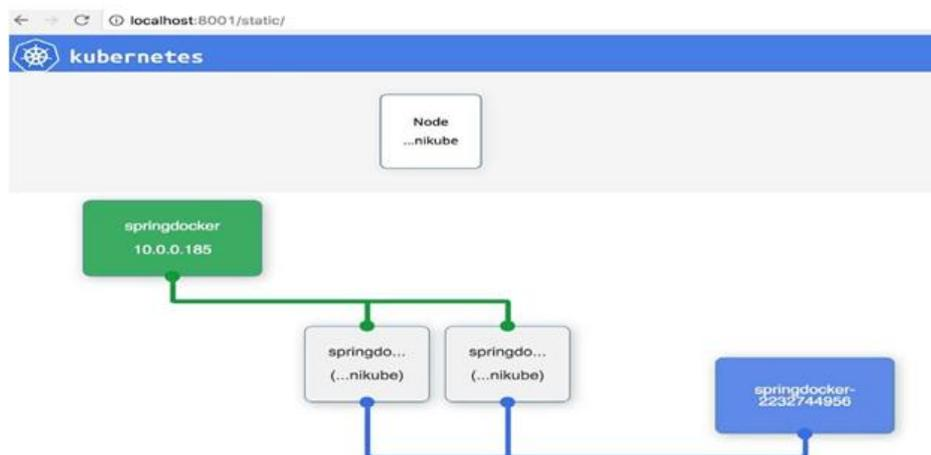 localhost:8001/static/
kubernetes
Node
...nikube
springdocker
10.0.0.185
springdo...
(...nikube)
springdo...
(...nikube)
springdocker-
2232744956